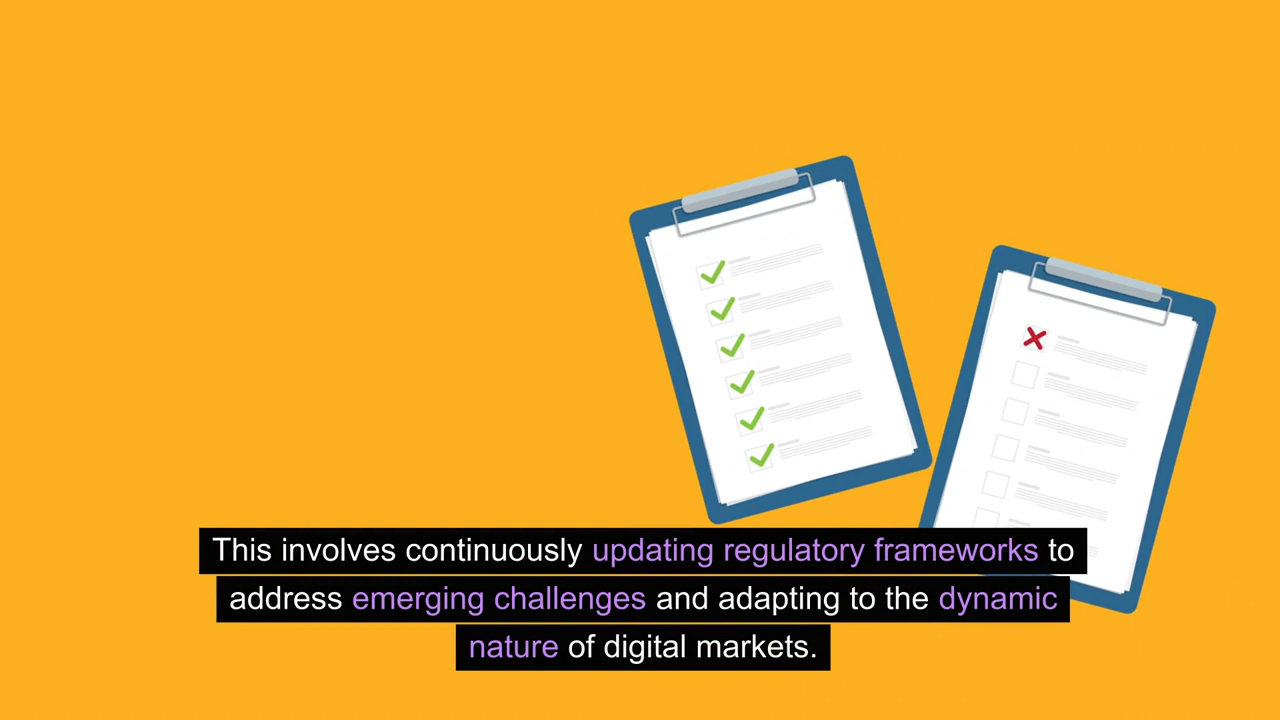 This involves continuously updating regulatory frameworks to
address emerging challenges and adapting to the dynamic
nature of digital markets.